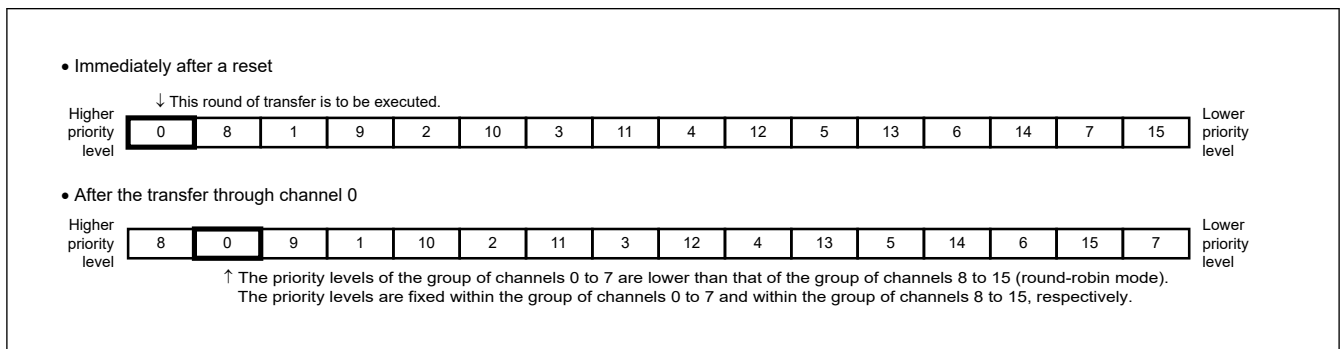 • Immediately after a reset
↓ This round of transfer is to be executed.
Higher
priority
level
0 8 1 9 2 10 3 11 4 12 5 13 6 14 7 15
Lower
priority
level
• After the transfer through channel 0
Higher
priority
level
8 0 9 1 10 2 11 3 12 4 13 5 14 6 15 7
Lower
priority
level
↑ The priority levels of the group of channels 0 to 7 are lower than that of the group of channels 8 to 15 (round-robin mode).
The priority levels are fixed within the group of channels 0 to 7 and within the group of channels 8 to 15, respectively.